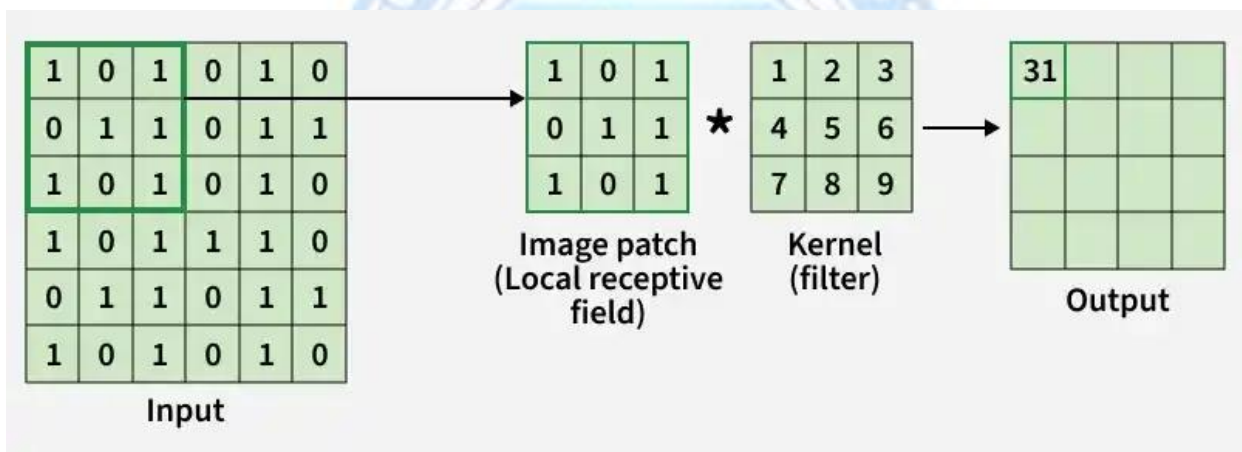 1 0 1 0 1 0
0 1 1 0 1 1
1 0 1 0 1 0
1 0 1 1 1 0
0 1 1 0 1 1
1 0 1 0 1 0
Input
1 0 1
0 1 1
1 0 1
Image patch
(Local receptive
field)
*
1 2 3
4 5 6
7 8 9
Kernel
(filter)
31
Output